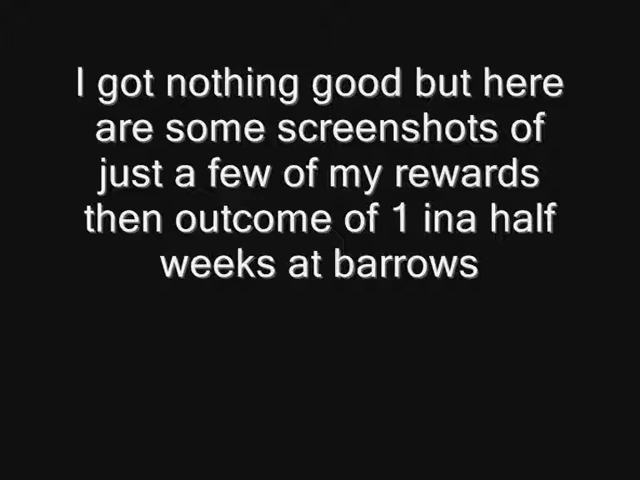 I got nothing good but here
are some screenshots of
just a few of my rewards
then outcome of 1 ina half
weeks at barrows